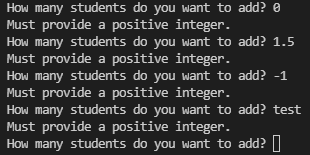 How many students do you want to add? 0
Must provide a positive integer.
How many students do you want to add? 1.5
Must provide a positive integer.
How many students do you want to add? -1
Must provide a positive integer.
How many students do you want to add? test
Must provide a positive integer.
How many students do you want to add?